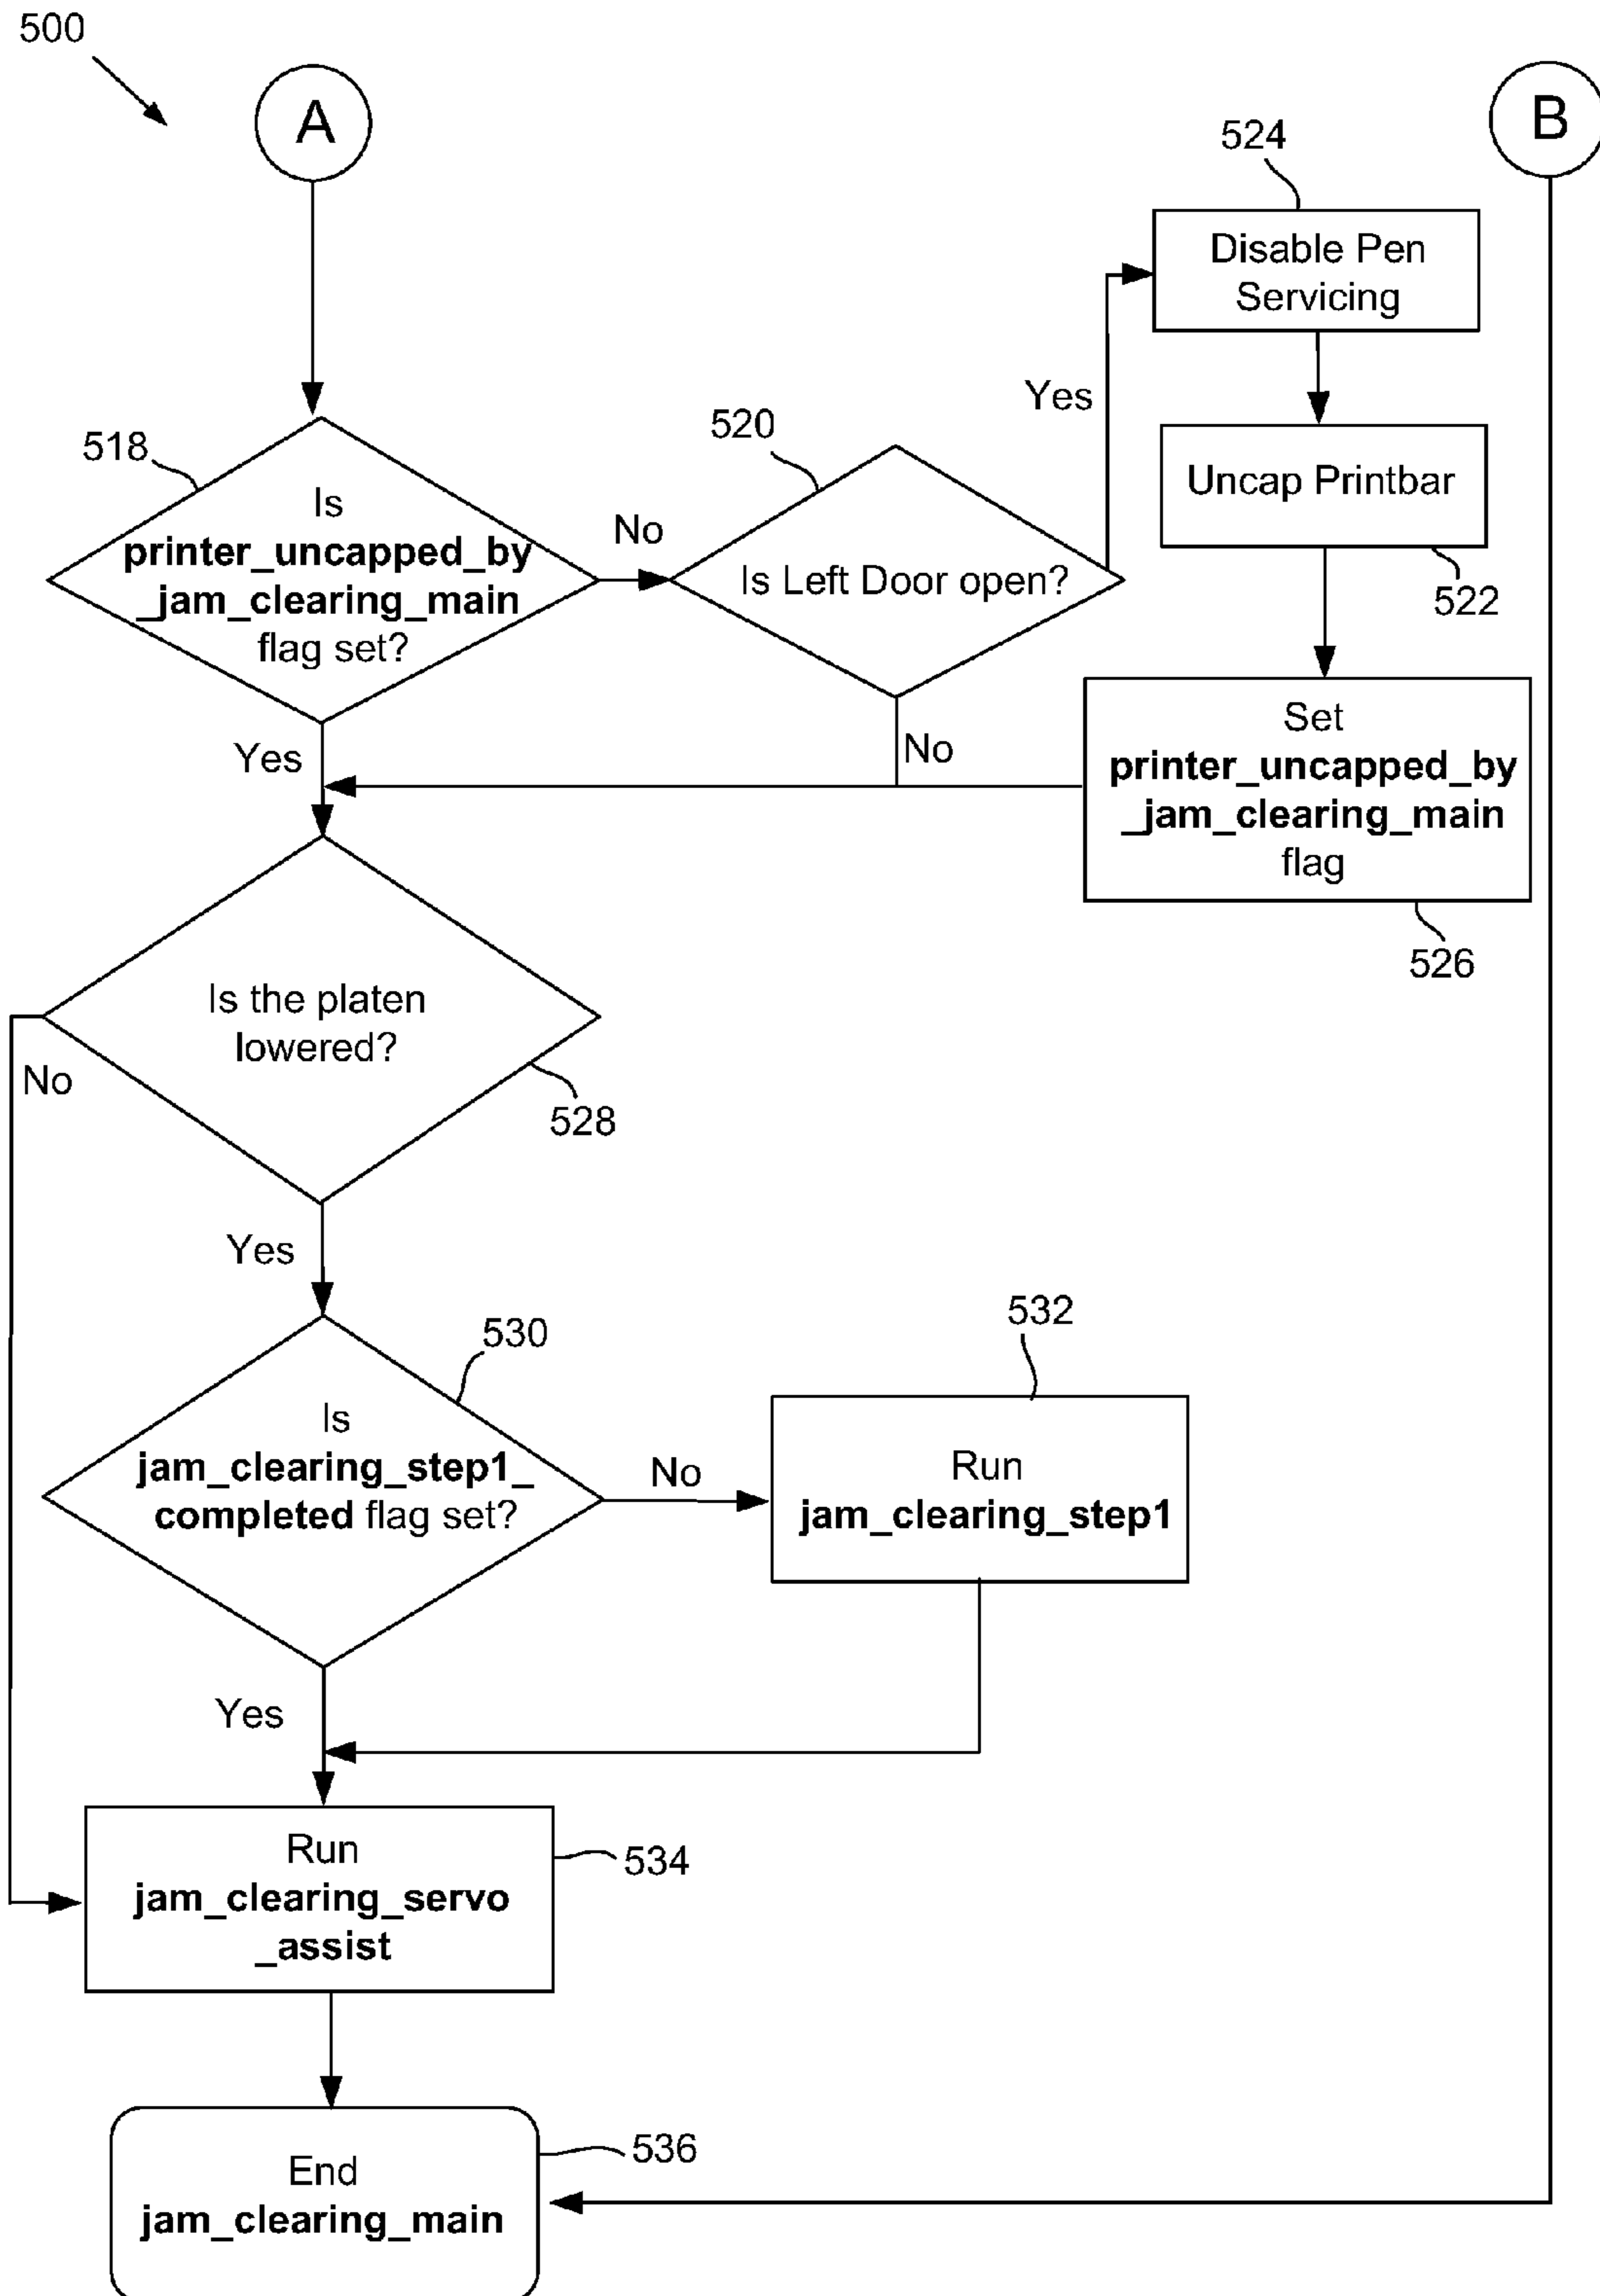 500
A
B
524
Disable Pen
Servicing
Yes
520
518
Is
printer_uncapped_by
_jam_clearing_main
flag set?
No
Is Left Door open?
Uncap Printbar
522
Yes
No
Set
printer_uncapped_by
_jam_clearing_main
flag
526
Is the platen
lowered?
No
528
Yes
530
532
Is
jam_clearing_step1_
completed flag set?
No
Run
jam_clearing_step1
Yes
Run
jam_clearing_servo
_assist
534
End
jam_clearing_main
536